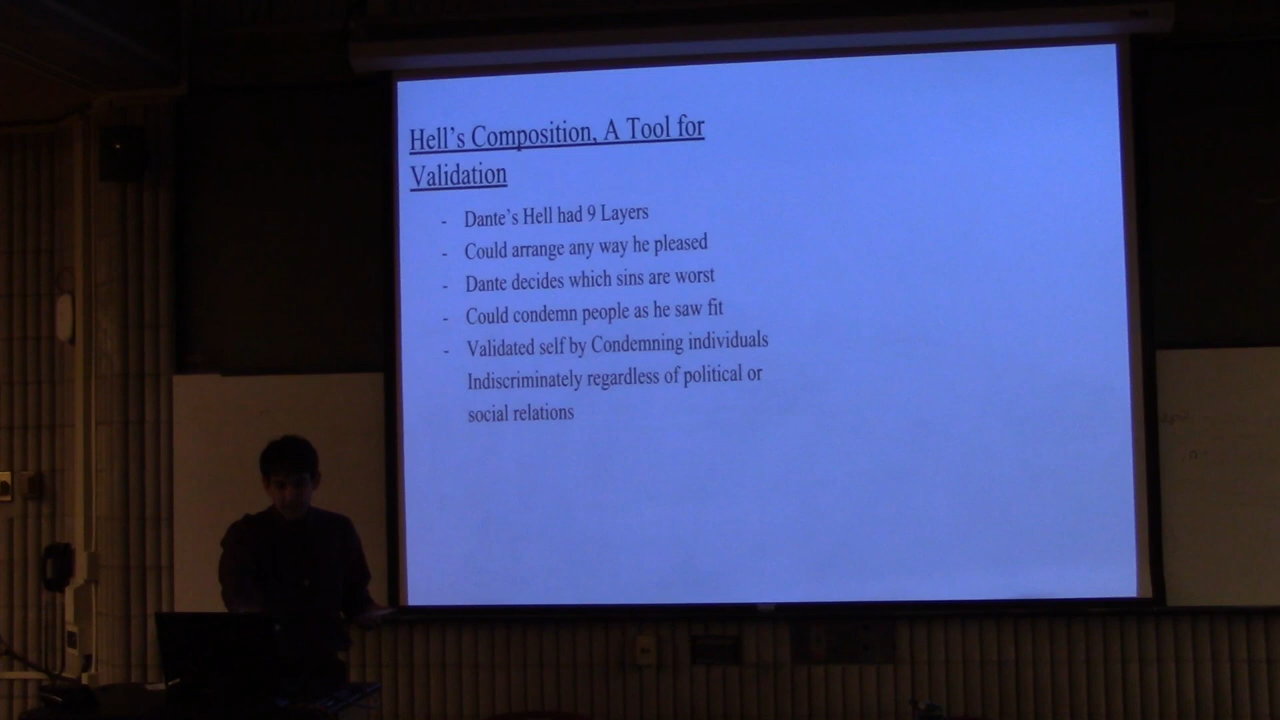 Hell's Composition, A Tool for
Validation
- Dante's Hell had 9 Layers
- Could arrange any way he pleased
- Dante decides which sins are worst
- Could condemn people as he saw fit
- Validated self by Condemning individuals
Indiscriminately regardless of political or
social relations